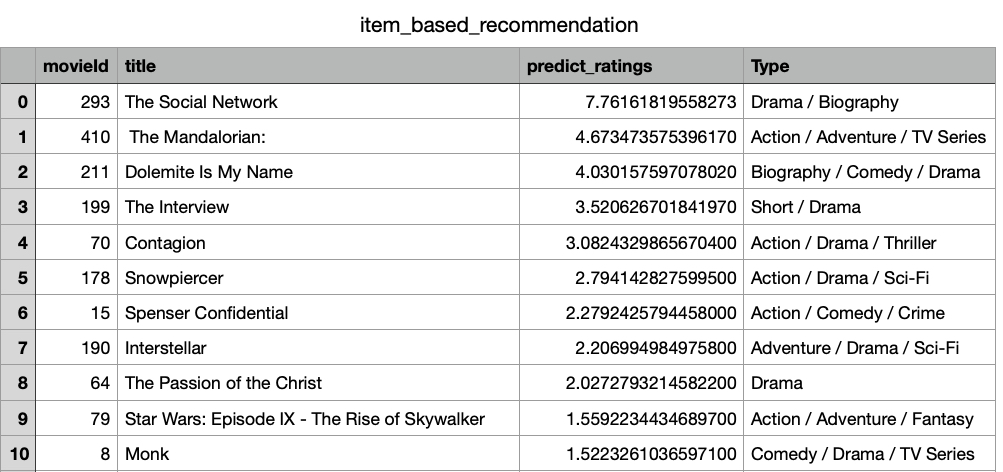 item_based_recommendation
movieId title predict_ratings Type
0 293 The Social Network 7.76161819558273 Drama / Biography
1 410 The Mandalorian: 4.673473575396170 Action / Adventure / TV Series
2 211 Dolemite Is My Name 4.030157597078020 Biography / Comedy / Drama
3 199 The Interview 3.520626701841970 Short / Drama
4 70 Contagion 3.0824329865670400 Action / Drama / Thriller
5 178 Snowpiercer 2.794142827599500 Action / Drama / Sci-Fi
6 15 Spenser Confidential 2.2792425794458000 Action / Comedy / Crime
7 190 Interstellar 2.206994984975800 Adventure / Drama / Sci-Fi
8 64 The Passion of the Christ 2.0272793214582200 Drama
9 79 Star Wars: Episode IX - The Rise of Skywalker 1.5592234434689700 Action / Adventure / Fantasy
10 8 Monk 1.5223261036597100 Comedy / Drama / TV Series